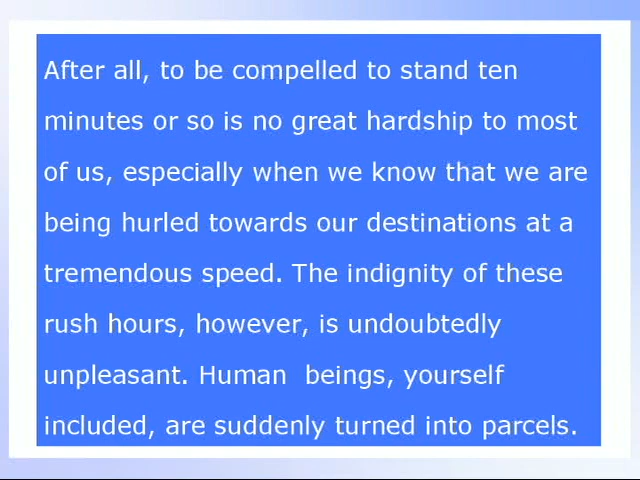 After all, to be compelled to stand ten
minutes or so is no great hardship to most
of us, especially when we know that we are
being hurled towards our destinations at a
tremendous speed. The indignity of these
rush hours, however, is undoubtedly
unpleasant. Human  beings, yourself
included, are suddenly turned into parcels.